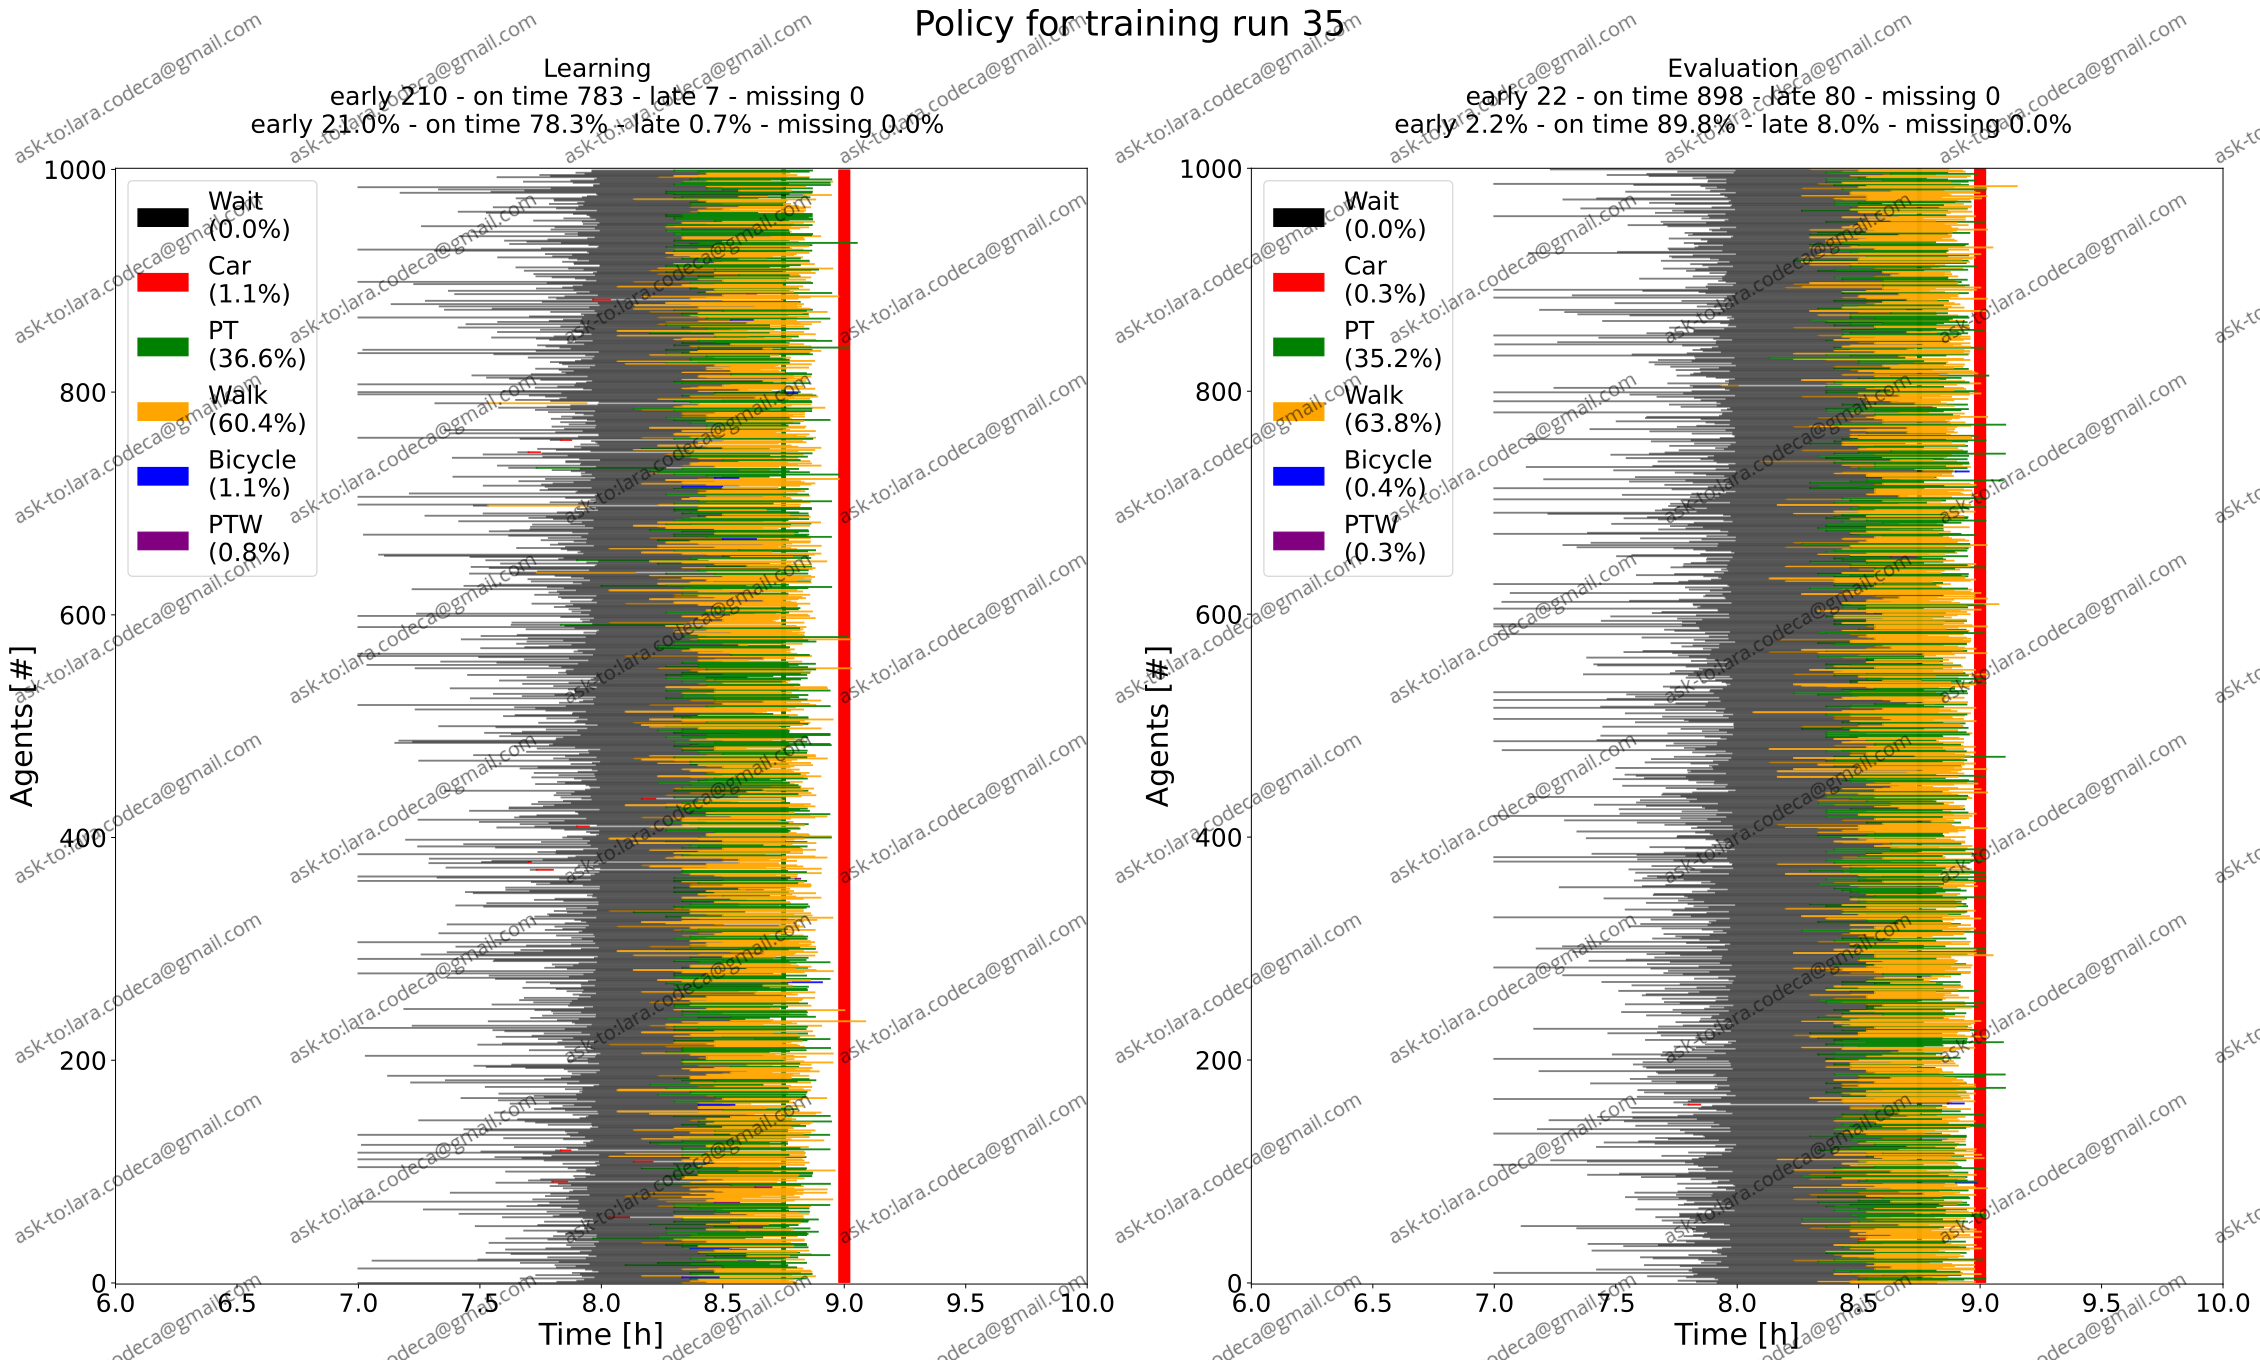 Policy for training run 35
Learning
early 210 - on time 783 - late 7 - missing 0
early 21.0% - on time 78.3% - late 0.7% - missing 0.0%
1000
800
600
400
200
0
Agents [#]
Wait
(0.0%)
Car
(1.1%)
PT
(36.6%)
Walk
(60.4%)
Bicycle
(1.1%)
PTW
(0.8%)
6.0 6.5 7.0 7.5 8.0 8.5 9.0 9.5 10.0
Time [h]
Evaluation
early 22 - on time 898 - late 80 - missing 0
early 2.2% - on time 89.8% - late 8.0% - missing 0.0%
1000
800
600
400
200
0
Agents [#]
Wait
(0.0%)
Car
(0.3%)
PT
(35.2%)
Walk
(63.8%)
Bicycle
(0.4%)
PTW
(0.3%)
6.0 6.5 7.0 7.5 8.0 8.5 9.0 9.5 10.0
Time [h]
ask-to:lara.codeca@gmail.com